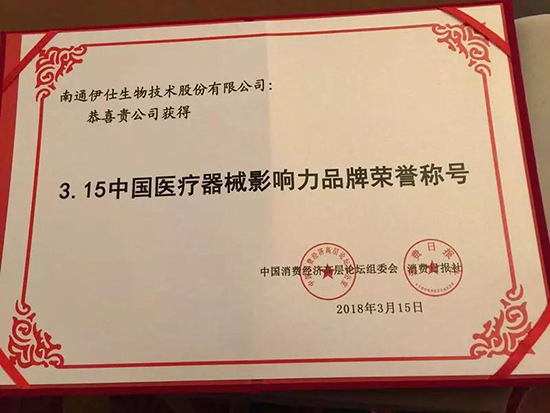 南通伊仕生物技术股份有限公司：
恭喜贵公司获得
3.15中国医疗器械影响力品牌荣誉称号
中国消费经济高层论坛组委会 消费日报社
2018年3月15日